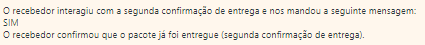 O recebedor interagiu com a segunda confirmação de entrega e nos mandou a seguinte mensagem:
SIM
O recebedor confirmou que o pacote já foi entregue (segunda confirmação de entrega).